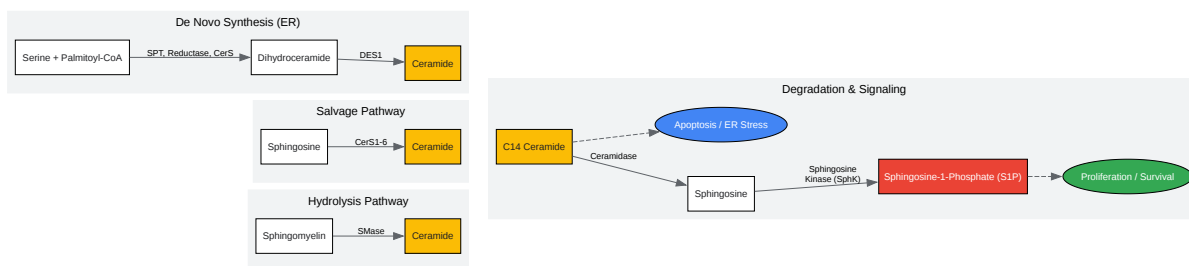 De Novo Synthesis (ER)
Serine + Palmitoyl-CoA
SPT, Reductase, CerS
Dihydroceramide
DES1
Ceramide
Salvage Pathway
Sphingosine
CerS1-6
Ceramide
Hydrolysis Pathway
Sphingomyelin
SMase
Ceramide
Degradation & Signaling
C14 Ceramide
Apoptosis / ER Stress
Ceramidase
Sphingosine
Sphingosine
Kinase (SphK)
Sphingosine-1-Phosphate (S1P)
Proliferation / Survival